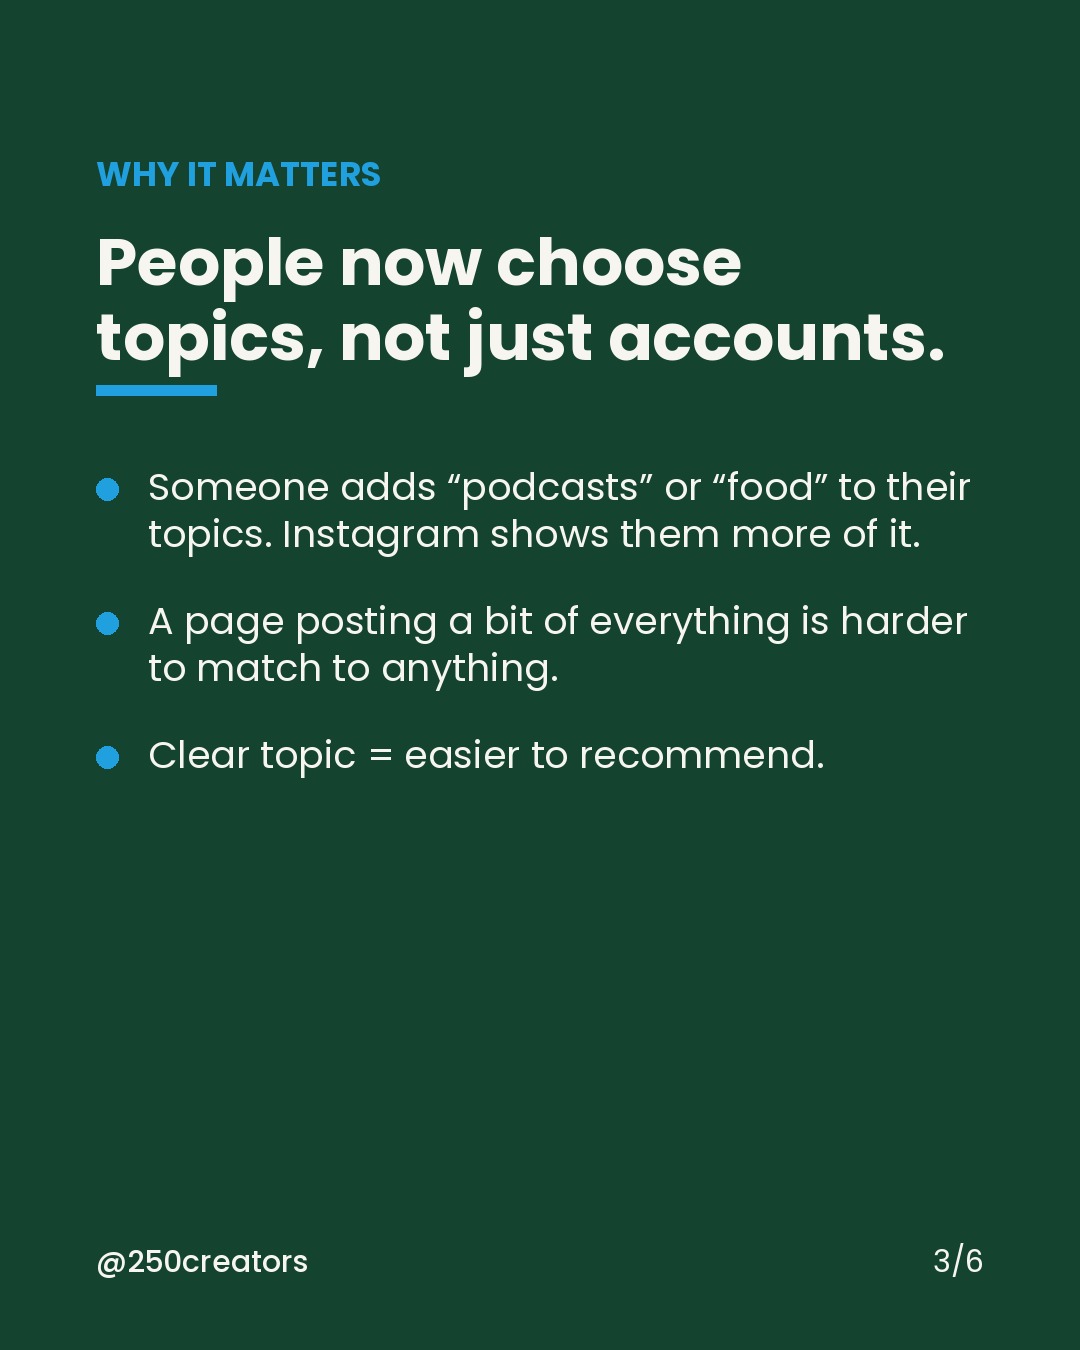 WHY IT MATTERS
People now choose
topics, not just accounts.
Someone adds “podcasts” or “food” to their
topics. Instagram shows them more of it.
A page posting a bit of everything is harder
to match to anything.
Clear topic = easier to recommend.
@250creators
3/6